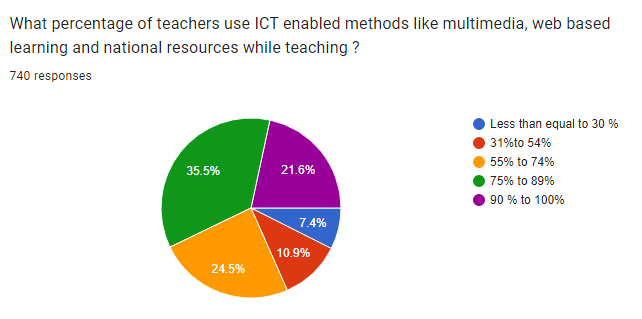 What percentage of teachers use ICT enabled methods like multimedia, web based
learning and national resources while teaching ?
740 responses
Less than equal to 30 %
31%to 54%
55% to 74%
75% to 89%
90 % to 100%
35.5%
21.6%
7.4%
10.9%
24.5%